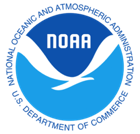 NATIONAL OCEANIC AND ATMOSPHERIC ADMINISTRATION
NOAA
U.S. DEPARTMENT OF COMMERCE